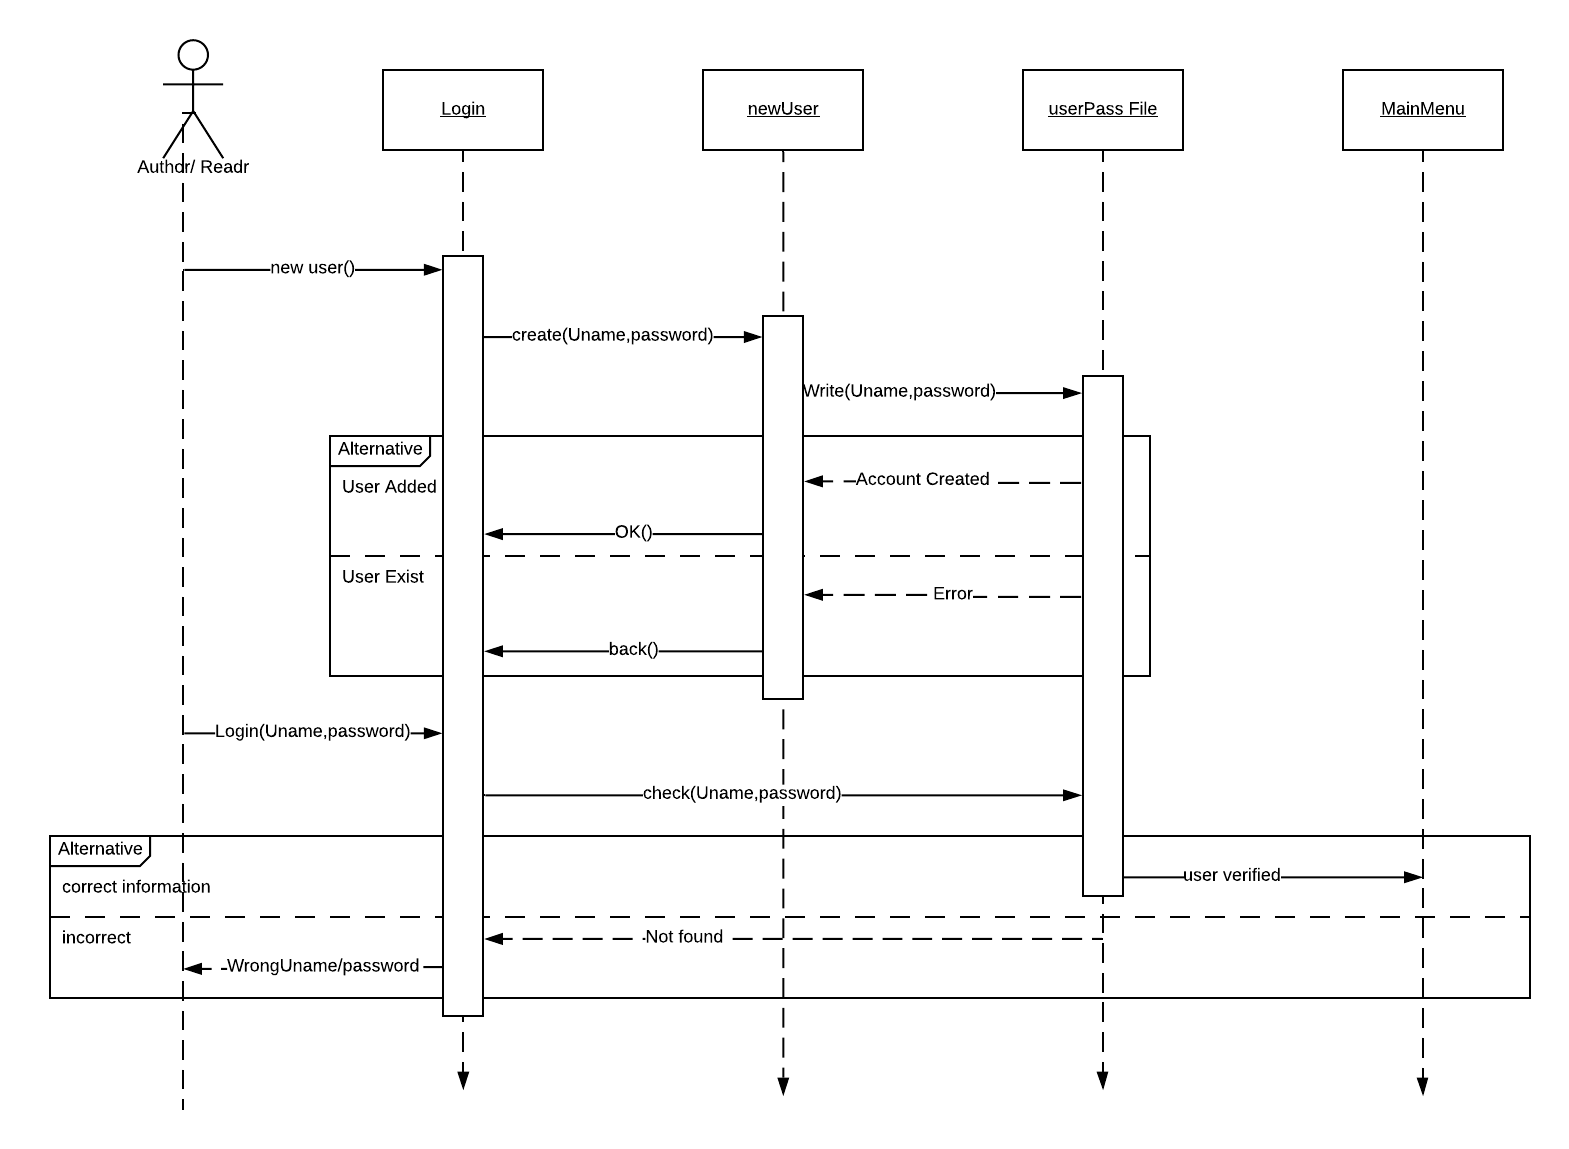 Login
newUser
userPass File
MainMenu
Author/ Readr
new user()
create(Uname,password)
Write(Uname,password)
Alternative
User Added
Account Created
OK()
User Exist
Error
back()
Login(Uname,password)
check(Uname,password)
Alternative
correct information
user verified
incorrect
Not found
WrongUname/password